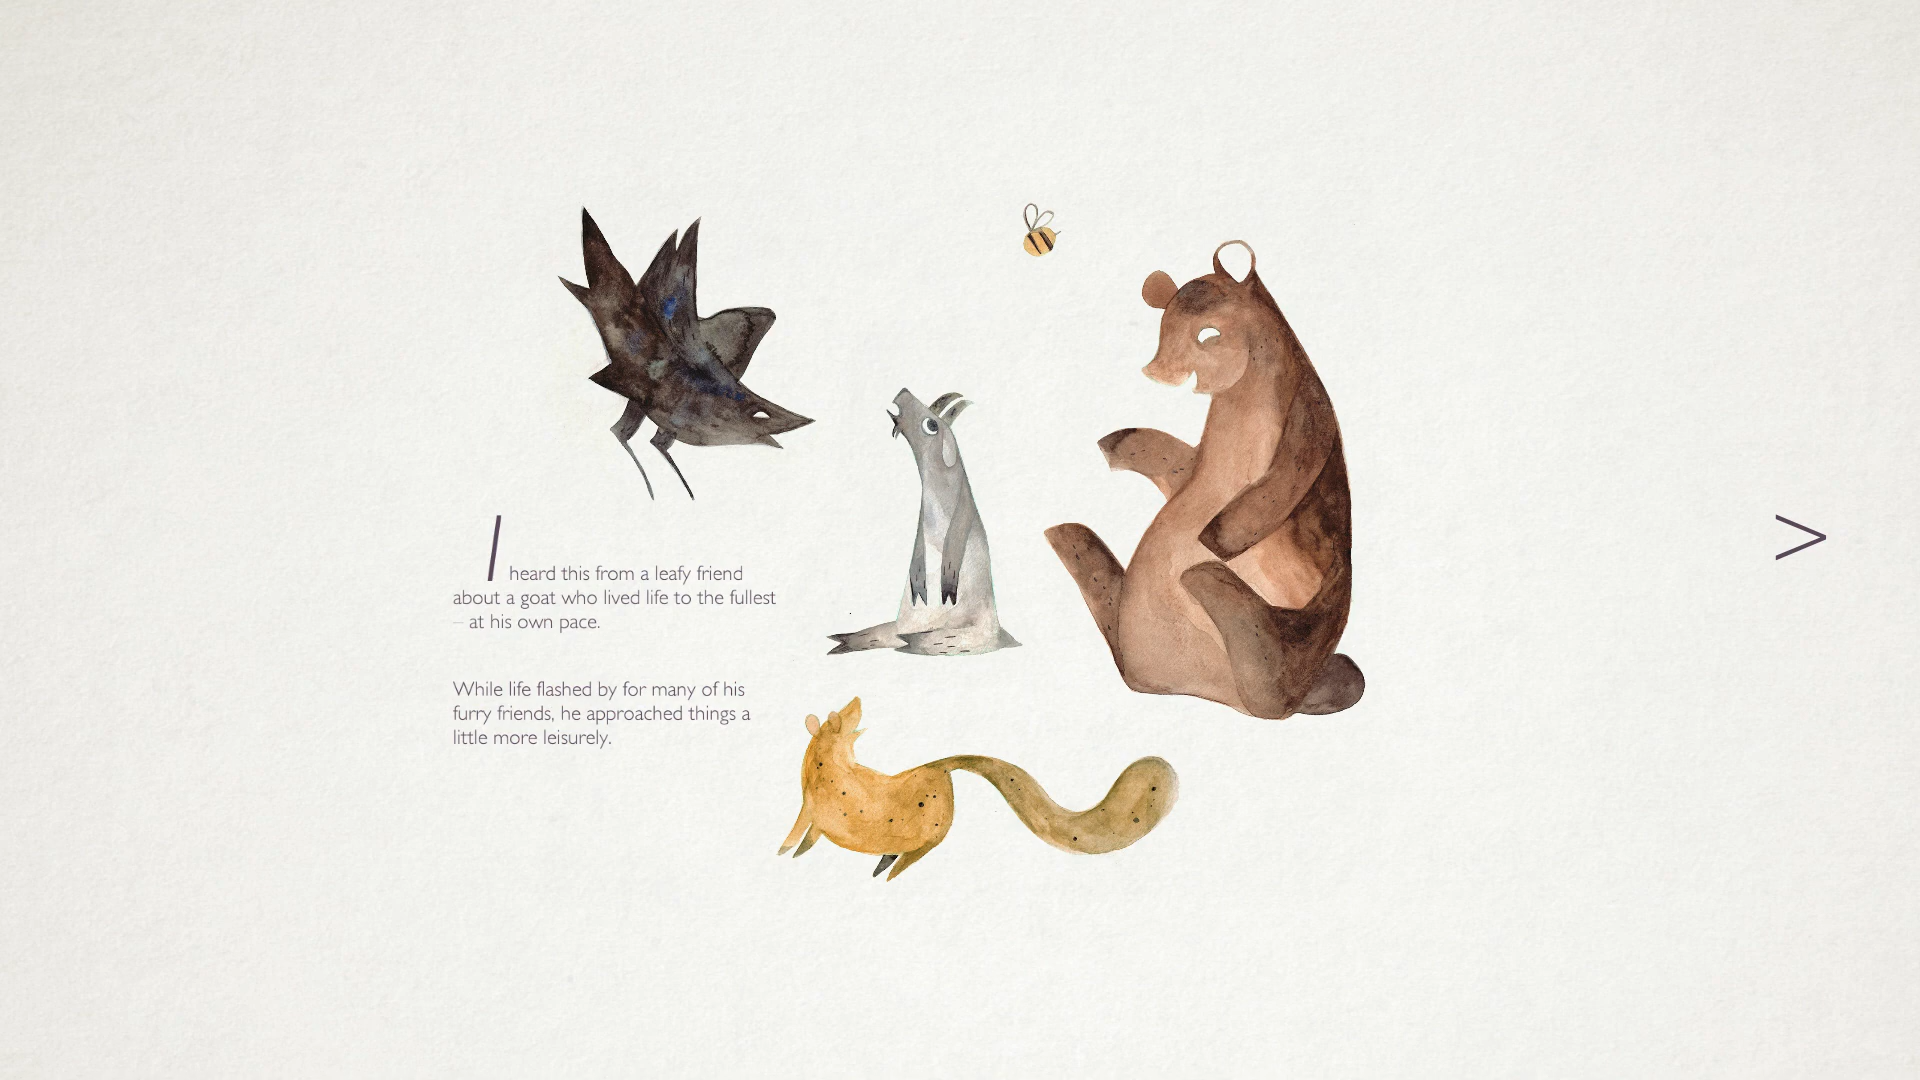 I heard this from a leafy friend
about a goat who lived life to the fullest
– at his own pace.
While life flashed by for many of his
furry friends, he approached things a
little more leisurely.
>